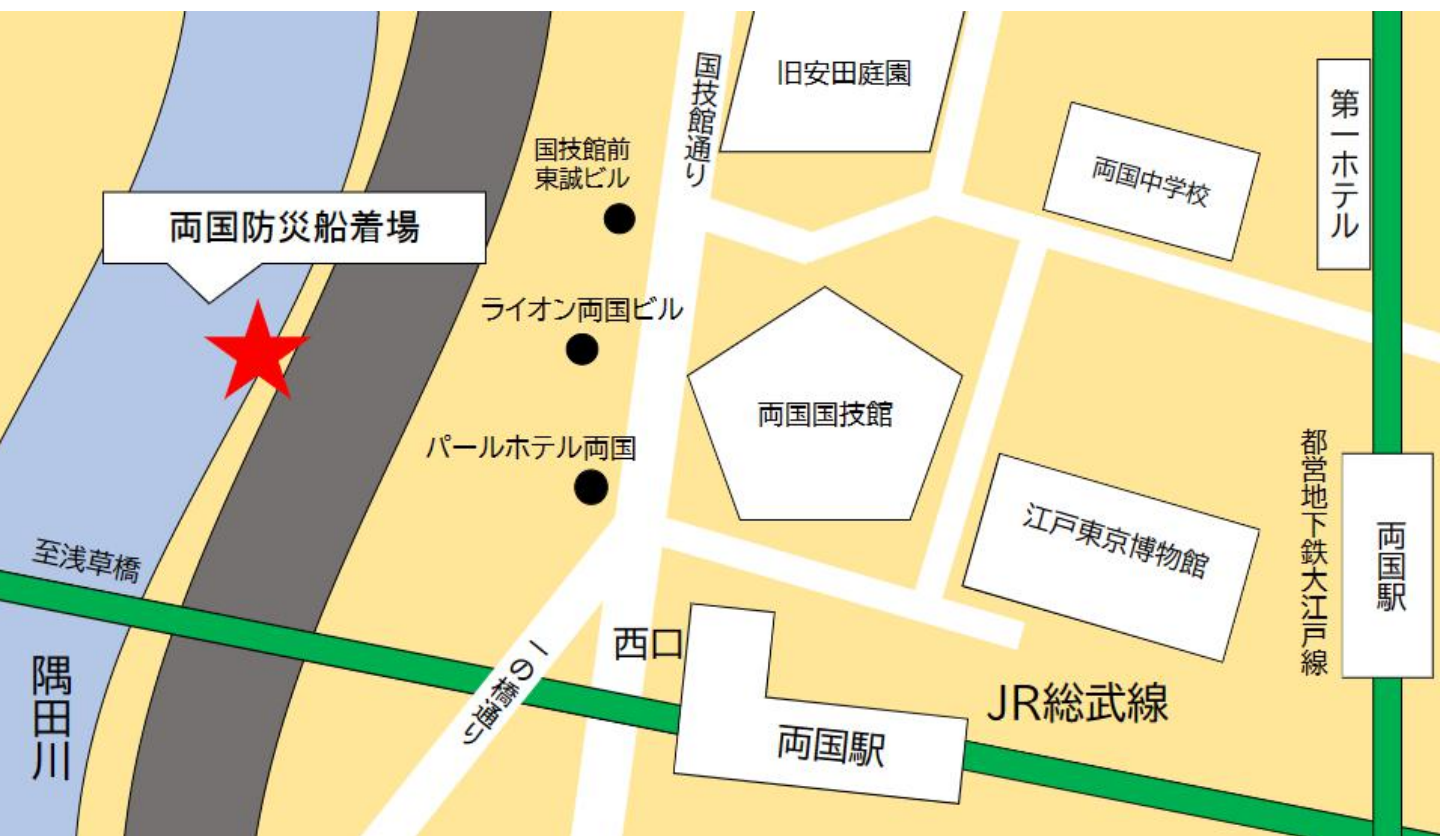 旧安田庭園
国技館通り
第一ホテル
国技館前
東誠ビル
両国中学校
両国防災船着場
ライオン両国ビル
両国国技館
パールホテル両国
都営地下鉄大江戸線
両国駅
江戸東京博物館
至浅草橋
西口
一の橋通り
隅田川
JR総武線
両国駅